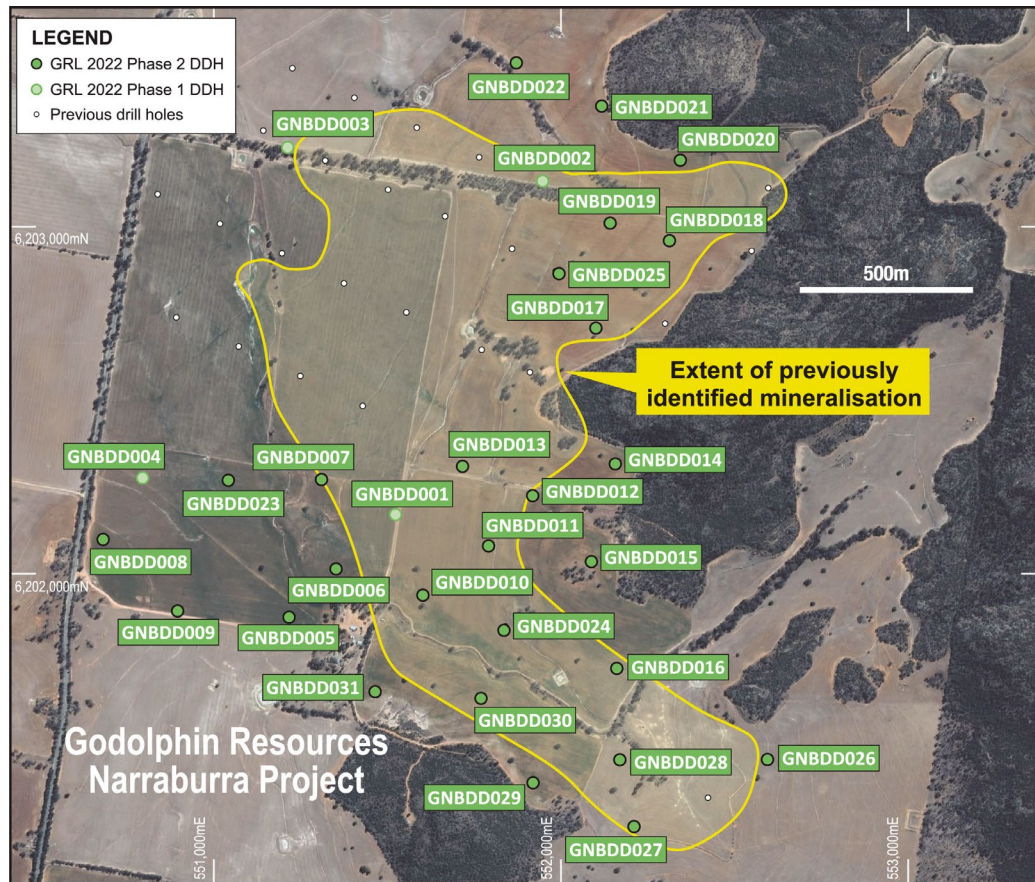 LEGEND
GRL 2022 Phase 2 DDH
GRL 2022 Phase 1 DDH
Previous drill holes
GNBDD022
GNBDD021
GNBDD003
GNBDD020
GNBDD002
GNBDD019
GNBDD018
6,203,000mN
GNBDD025
500m
GNBDD017
Extent of previously
identified mineralisation
GNBDD013
GNBDD004
GNBDD007
GNBDD014
GNBDD023
GNBDD001
GNBDD012
GNBDD011
GNBDD008
GNBDD015
6,202,000mN
GNBDD006
GNBDD010
GNBDD009
GNBDD005
GNBDD024
GNBDD016
GNBDD031
GNBDD030
Godolphin Resources
Narraburra Project
GNBDD028
GNBDD026
GNBDD029
GNBDD027
551,000mE
552,000mE
553,000mE